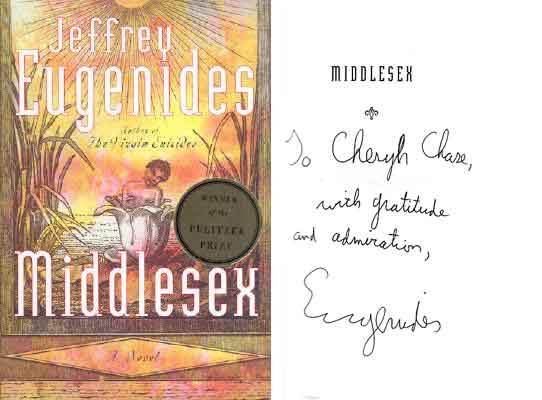 Jeffrey
Eugenides
Author of
The Virgin Suicides
WINNER
of the
PULITZER
PRIZE
Middlesex
A Novel
MIDDLESEX
To Cheryl Chase,
with gratitude
and admiration,
Eugenides